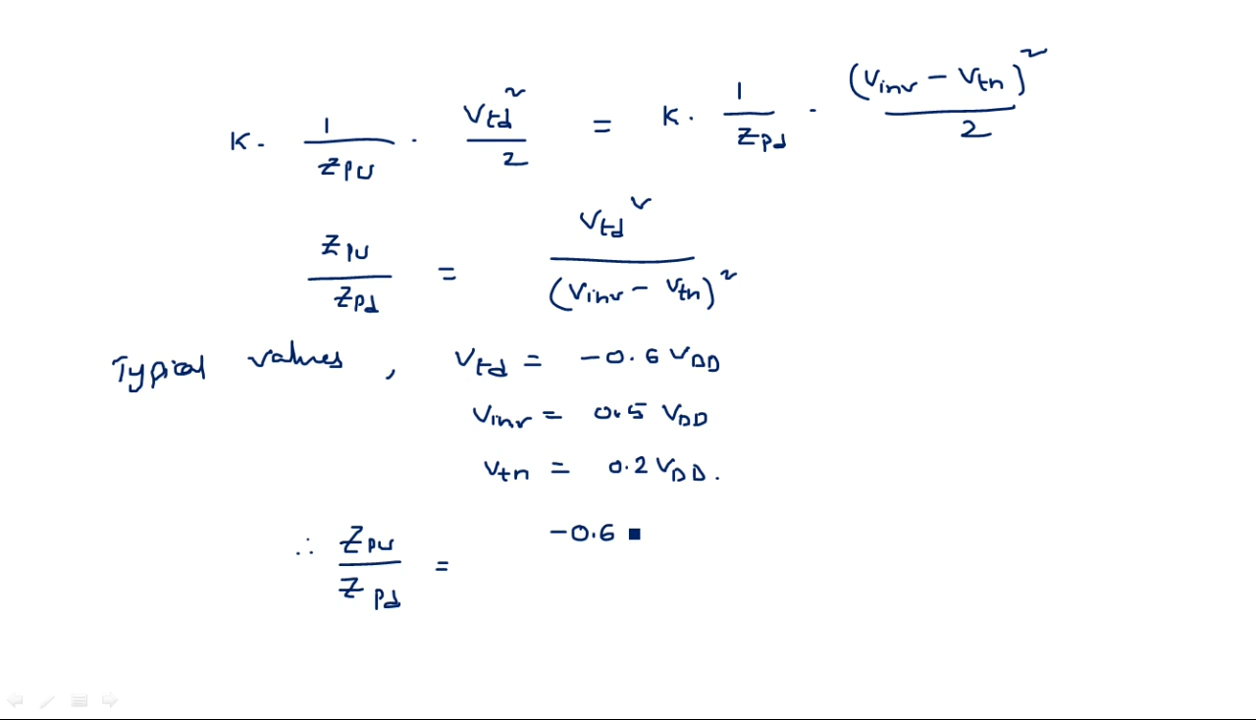 K. 1/Zpu . Vtd²/2 = K. 1/Zpd . (Vinv - Vtn)²/2
Zpu/Zpd = Vtd²/(Vinv - Vtn)²
Typical values, Vtd = -0.6 VDD
Vinv = 0.5 VDD
Vtn = 0.2 VDD.
∴ Zpu/Zpd = -0.6